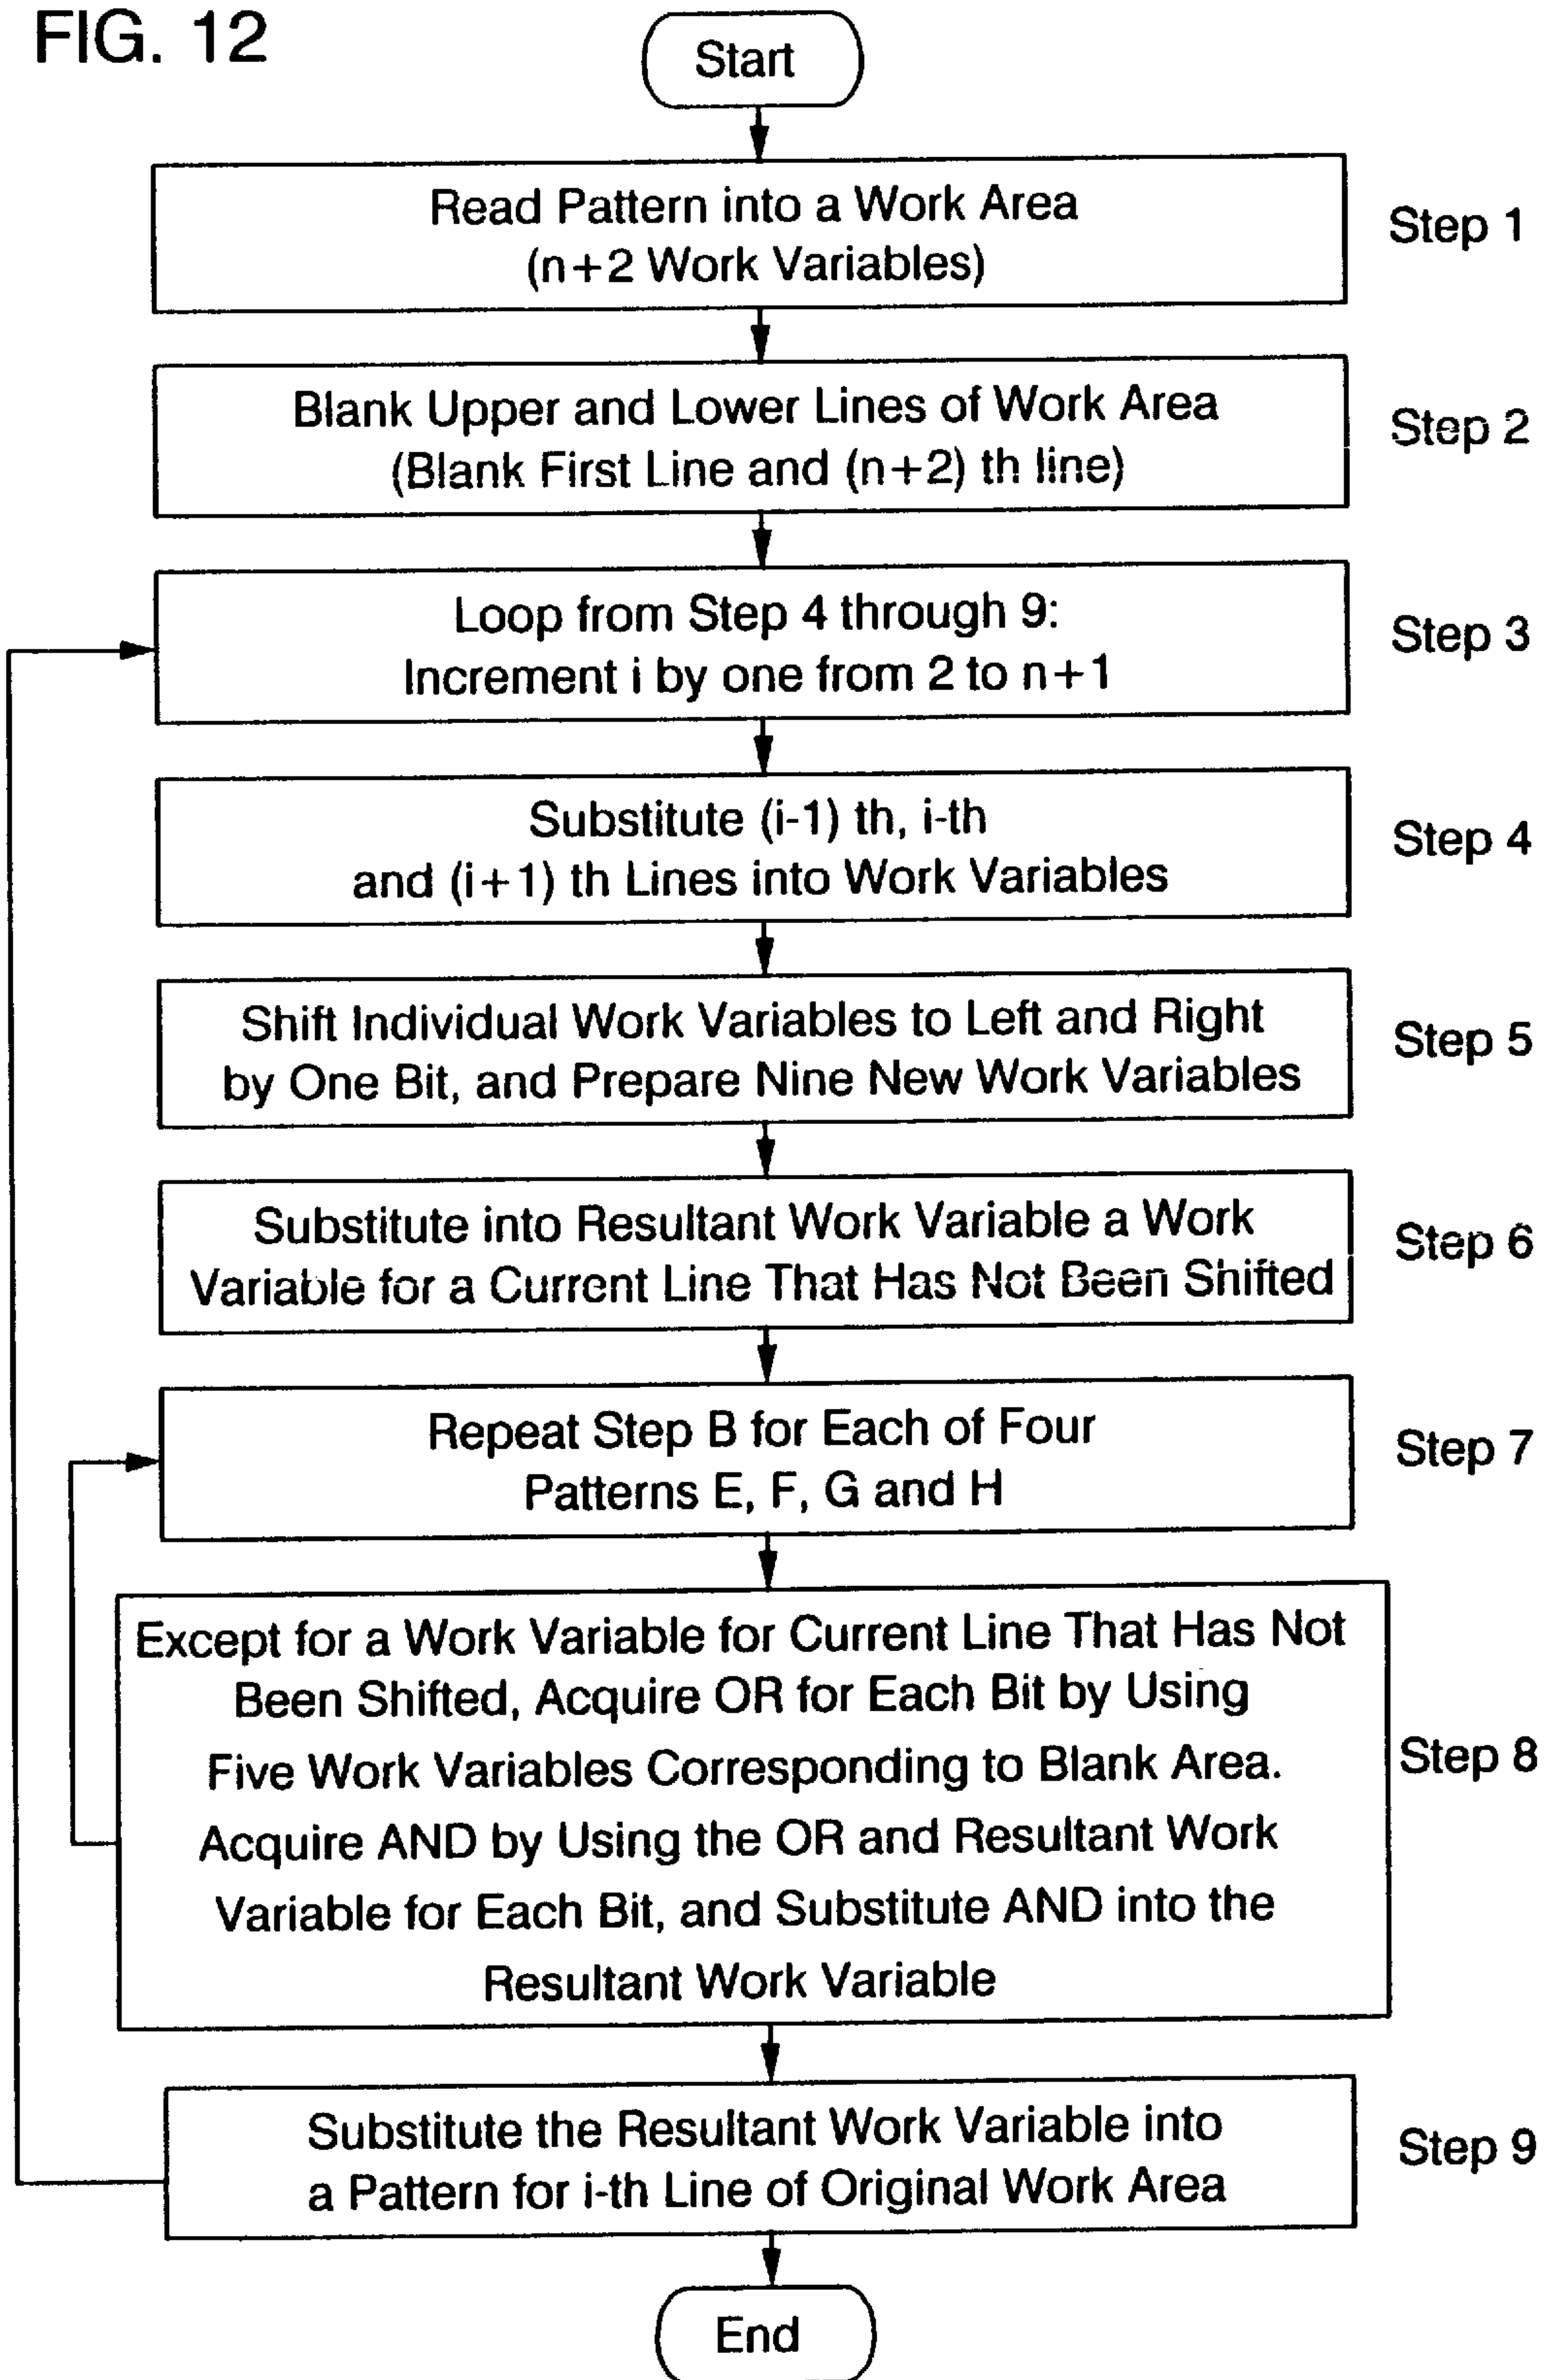 FIG. 12
Start
Read Pattern into a Work Area
(n+2 Work Variables)
Step 1
Blank Upper and Lower Lines of Work Area
(Blank First Line and (n+2) th line)
Step 2
Loop from Step 4 through 9:
Increment i by one from 2 to n+1
Step 3
Substitute (i-1) th, i-th
and (i+1) th Lines into Work Variables
Step 4
Shift Individual Work Variables to Left and Right
by One Bit, and Prepare Nine New Work Variables
Step 5
Substitute into Resultant Work Variable a Work
Variable for a Current Line That Has Not Been Shifted
Step 6
Repeat Step B for Each of Four
Patterns E, F, G and H
Step 7
Except for a Work Variable for Current Line That Has Not
Been Shifted, Acquire OR for Each Bit by Using
Five Work Variables Corresponding to Blank Area.
Acquire AND by Using the OR and Resultant Work
Variable for Each Bit, and Substitute AND into the
Resultant Work Variable
Step 8
Substitute the Resultant Work Variable into
a Pattern for i-th Line of Original Work Area
Step 9
End